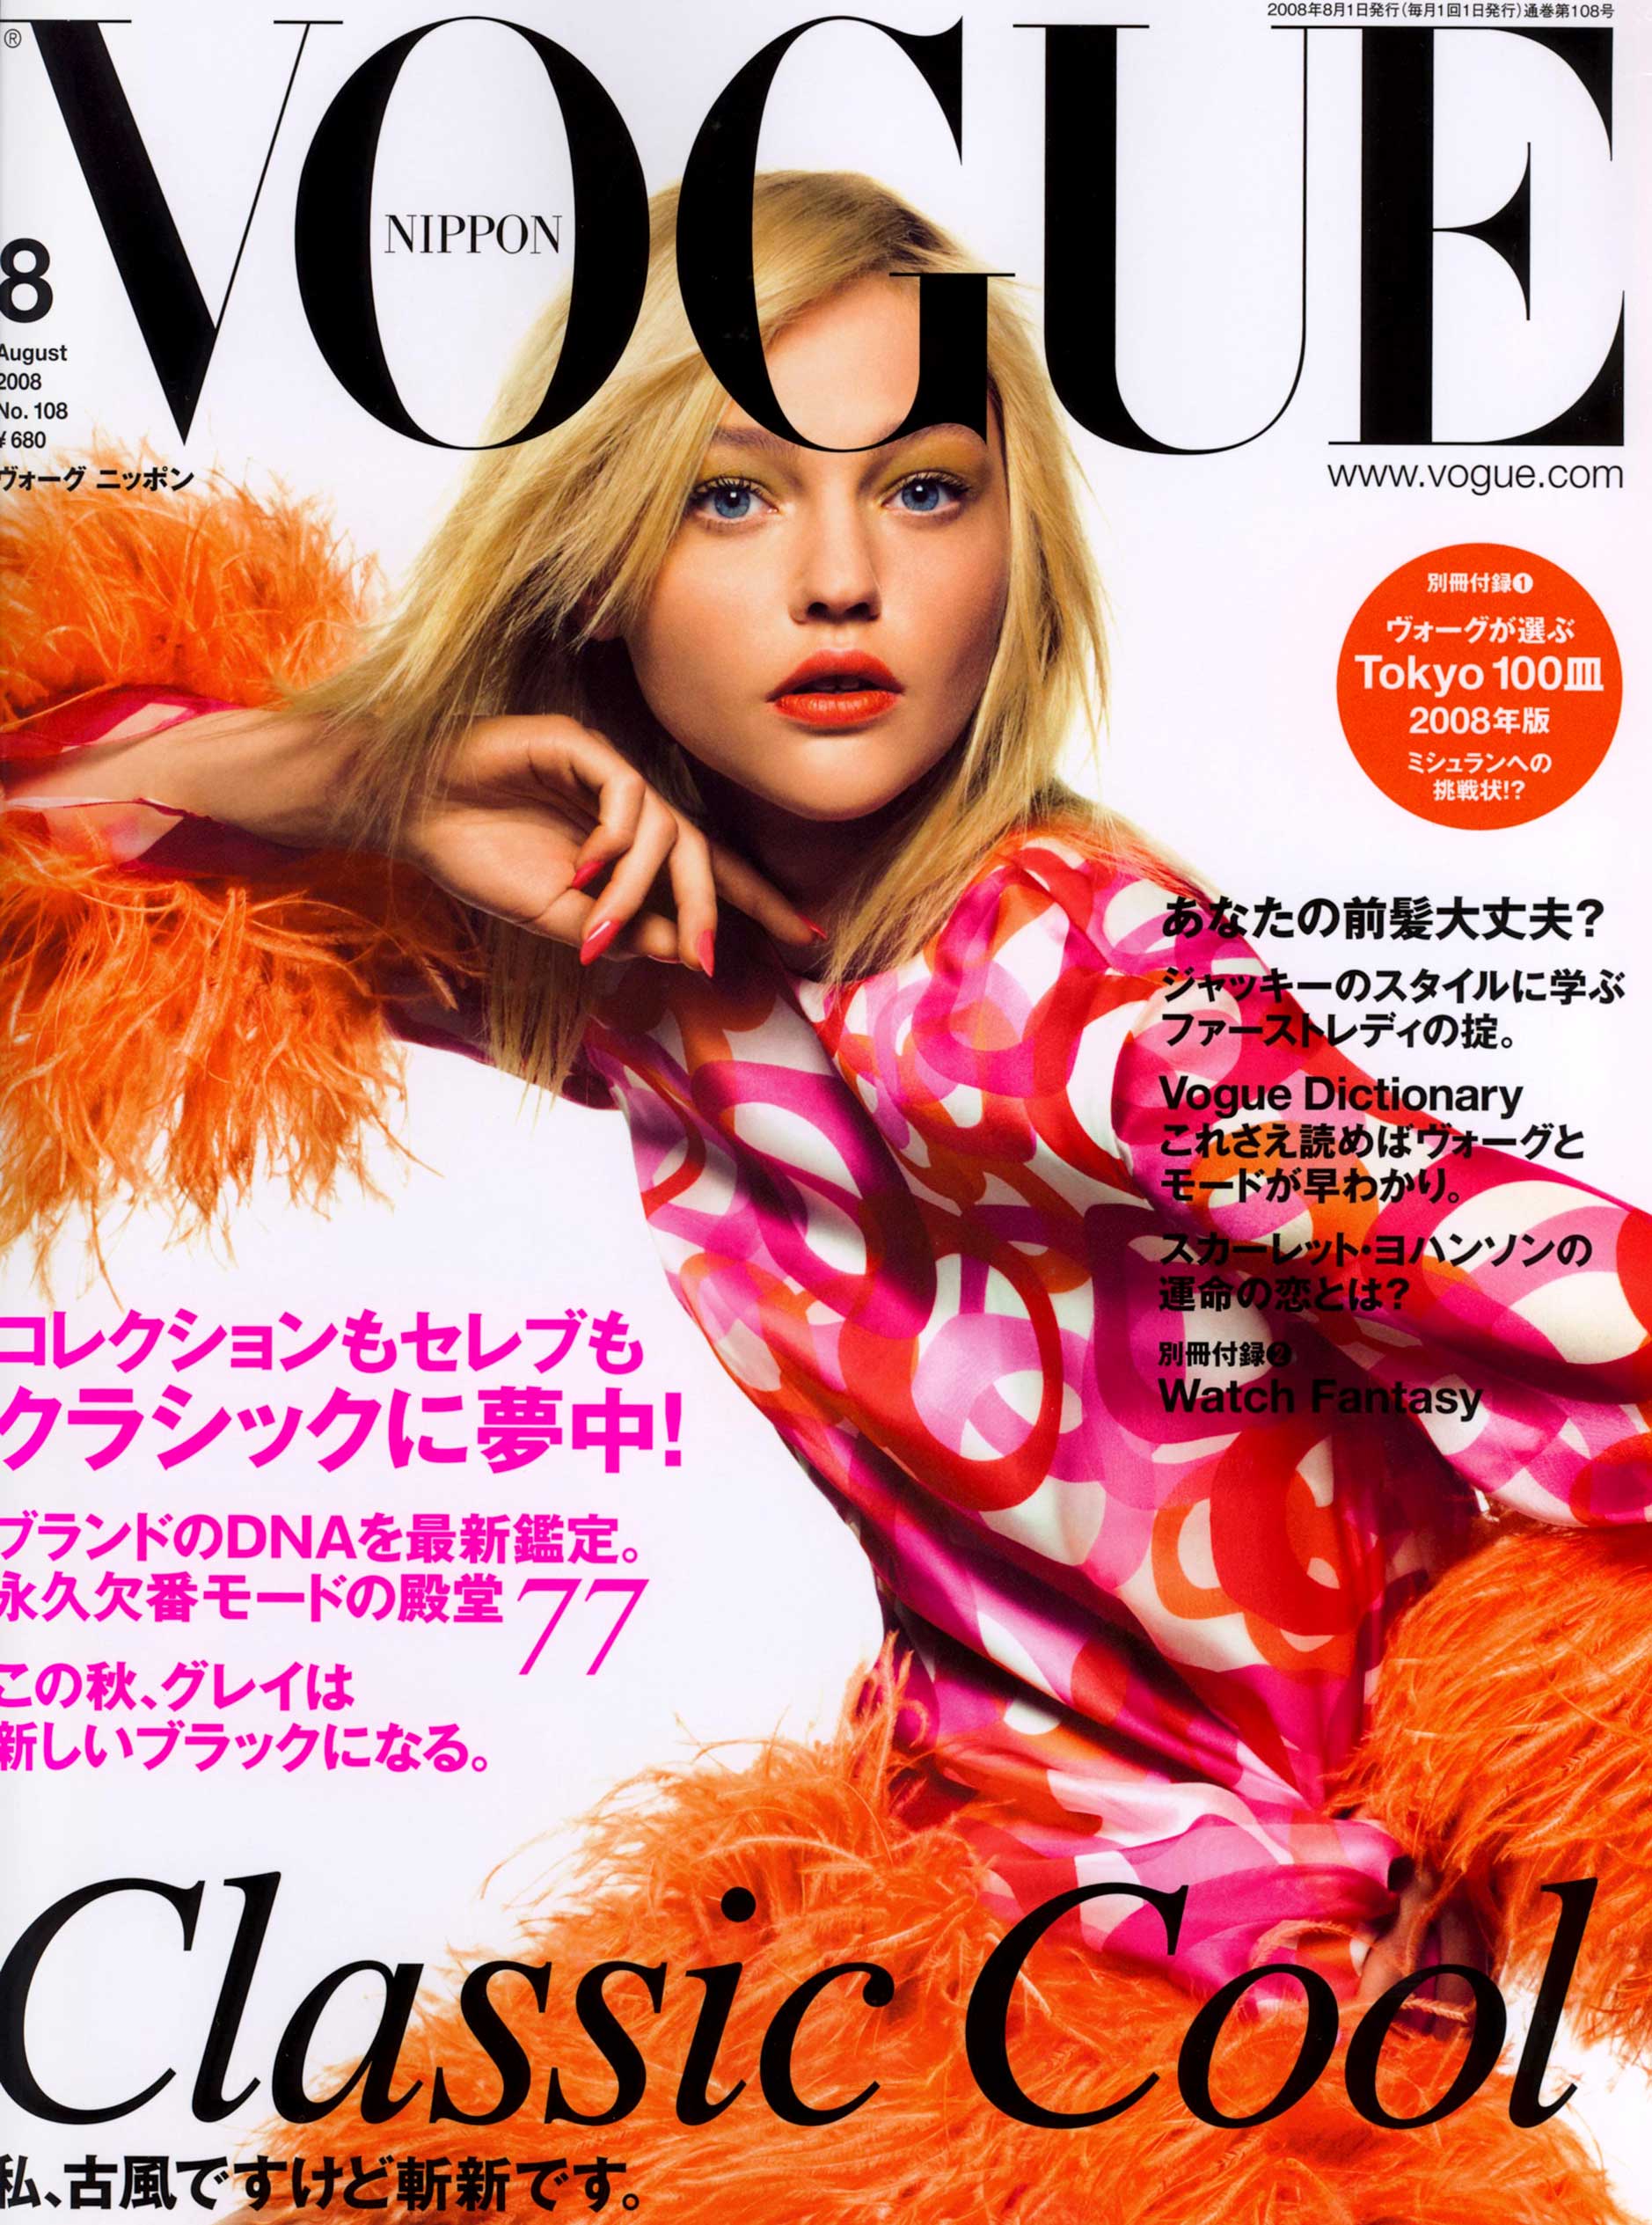 2008年8月1日発行(毎月1回1日発行)通巻第108号
®
VOGUE
NIPPON
8
August
2008
No. 108
¥680
ヴォーグ ニッポン
www.vogue.com
別冊付録❶
ヴォーグが選ぶ
Tokyo 100皿
2008年版
ミシュランへの
挑戦状!?
あなたの前髪大丈夫?
ジャッキーのスタイルに学ぶ
ファーストレディの掟。
Vogue Dictionary
これさえ読めばヴォーグと
モードが早わかり。
スカーレット・ヨハンソンの
運命の恋とは?
別冊付録❷
Watch Fantasy
コレクションもセレブも
クラシックに夢中!
ブランドのDNAを最新鑑定。
永久欠番モードの殿堂77
この秋、グレイは
新しいブラックになる。
Classic Cool
私、古風ですけど斬新です。